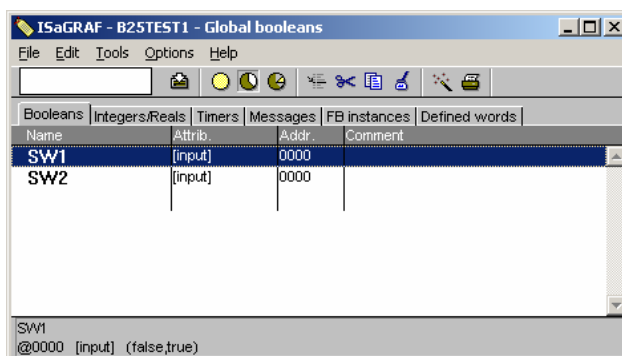 ISaGRAF - B25TEST1 - Global booleans
File Edit Tools Options Help
Booleans Integers/Reals Timers Messages FB instances Defined words
Name Attrib. Addr. Comment
SW1 [input] 0000
SW2 [input] 0000
SW1
@0000 [input] (false,true)